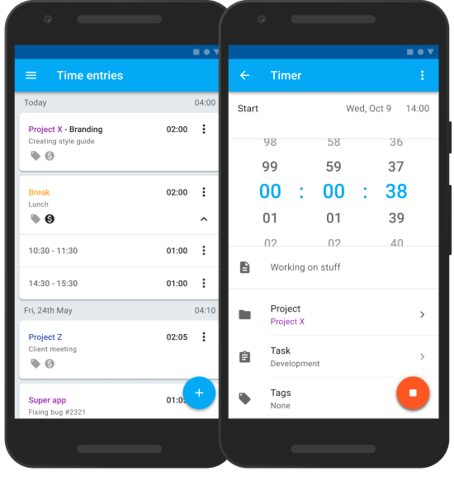 Time entries
Today 04:00
Project X - Branding 02:00
Creating style guide
Break 02:00
Lunch
10:30 - 11:30 01:00
14:30 - 15:30 01:00
Fri, 24th May 04:10
Project Z 02:05
Client meeting
Super app
Fixing bug #2321
Timer
Start Wed, Oct 9 14:00
98 58 36
99 59 37
00 : 00 : 38
01 01 39
02 02 40
Working on stuff
Project
Project X
Task
Development
Tags
None